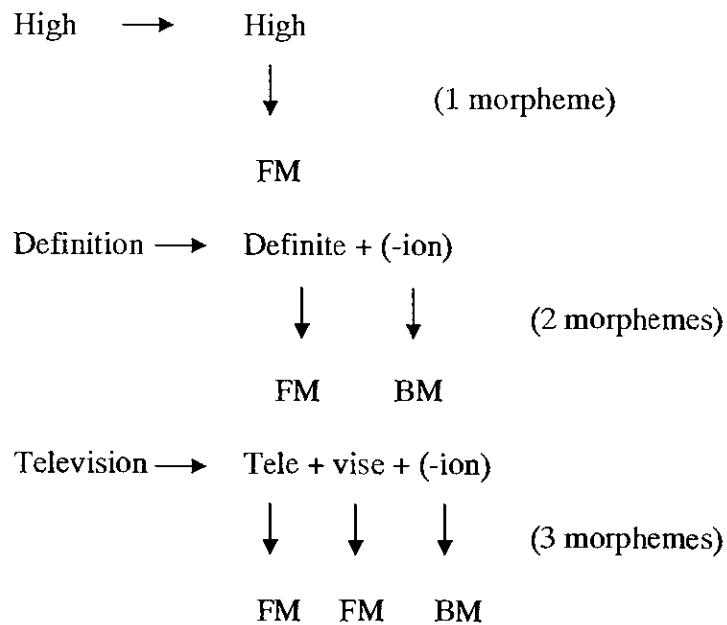 High → High
(1 morpheme)
FM
Definition → Definite + (-ion)
(2 morphemes)
FM BM
Television → Tele + vise + (-ion)
(3 morphemes)
FM FM BM